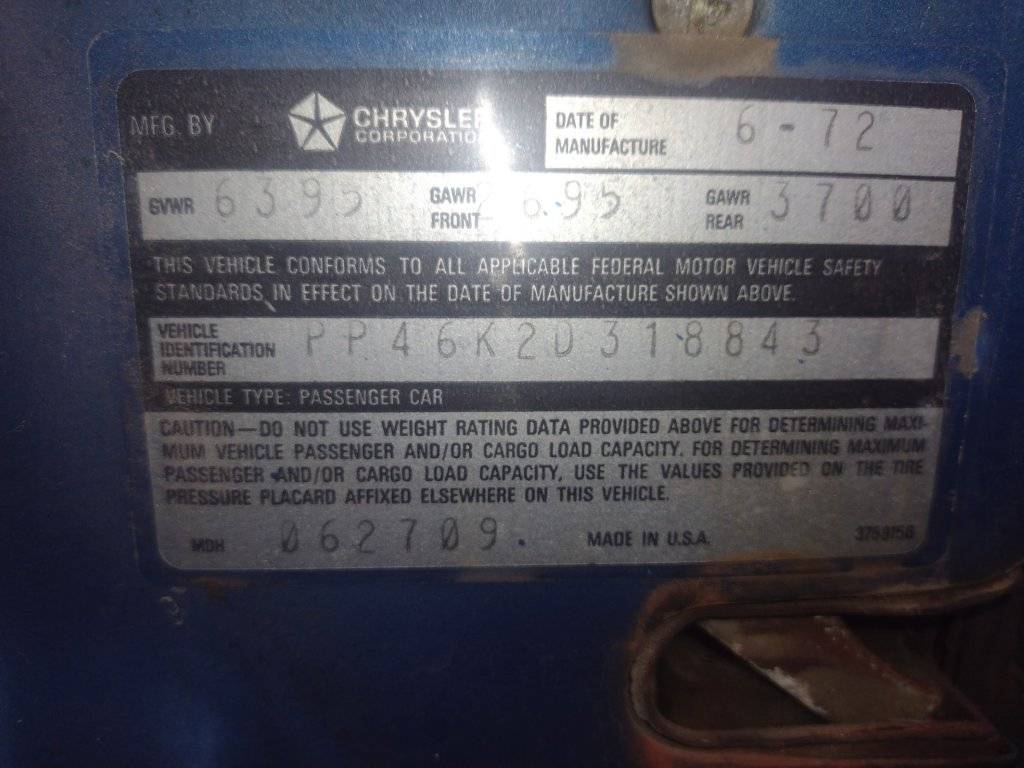 MFG. BY CHRYSLER CORPORATION
DATE OF MANUFACTURE 6-72
GVWR 6395 GAWR FRONT 2695 GAWR REAR 3700
THIS VEHICLE CONFORMS TO ALL APPLICABLE FEDERAL MOTOR VEHICLE SAFETY
STANDARDS IN EFFECT ON THE DATE OF MANUFACTURE SHOWN ABOVE.
VEHICLE IDENTIFICATION NUMBER PP46K2D318843
VEHICLE TYPE: PASSENGER CAR
CAUTION—DO NOT USE WEIGHT RATING DATA PROVIDED ABOVE FOR DETERMINING MAXI-
MUM VEHICLE PASSENGER AND/OR CARGO LOAD CAPACITY. FOR DETERMINING MAXIMUM
PASSENGER AND/OR CARGO LOAD CAPACITY, USE THE VALUES PROVIDED ON THE TIRE
PRESSURE PLACARD AFFIXED ELSEWHERE ON THIS VEHICLE.
MDH 062709. MADE IN U.S.A.